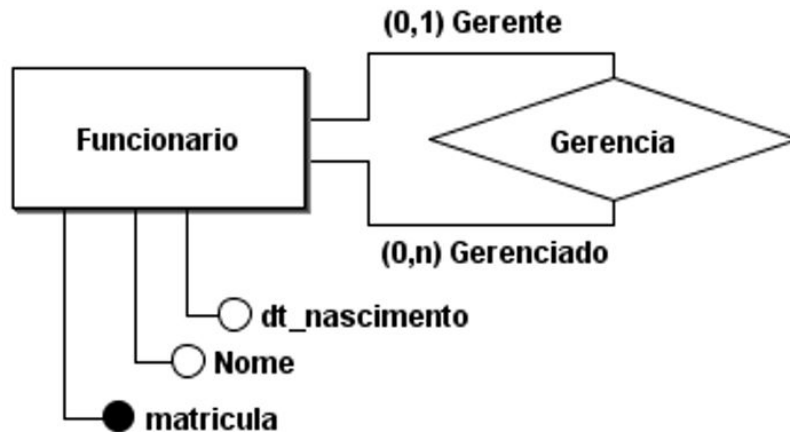 (0,1) Gerente
Funcionario
Gerencia
(0,n) Gerenciado
dt_nascimento
Nome
matricula